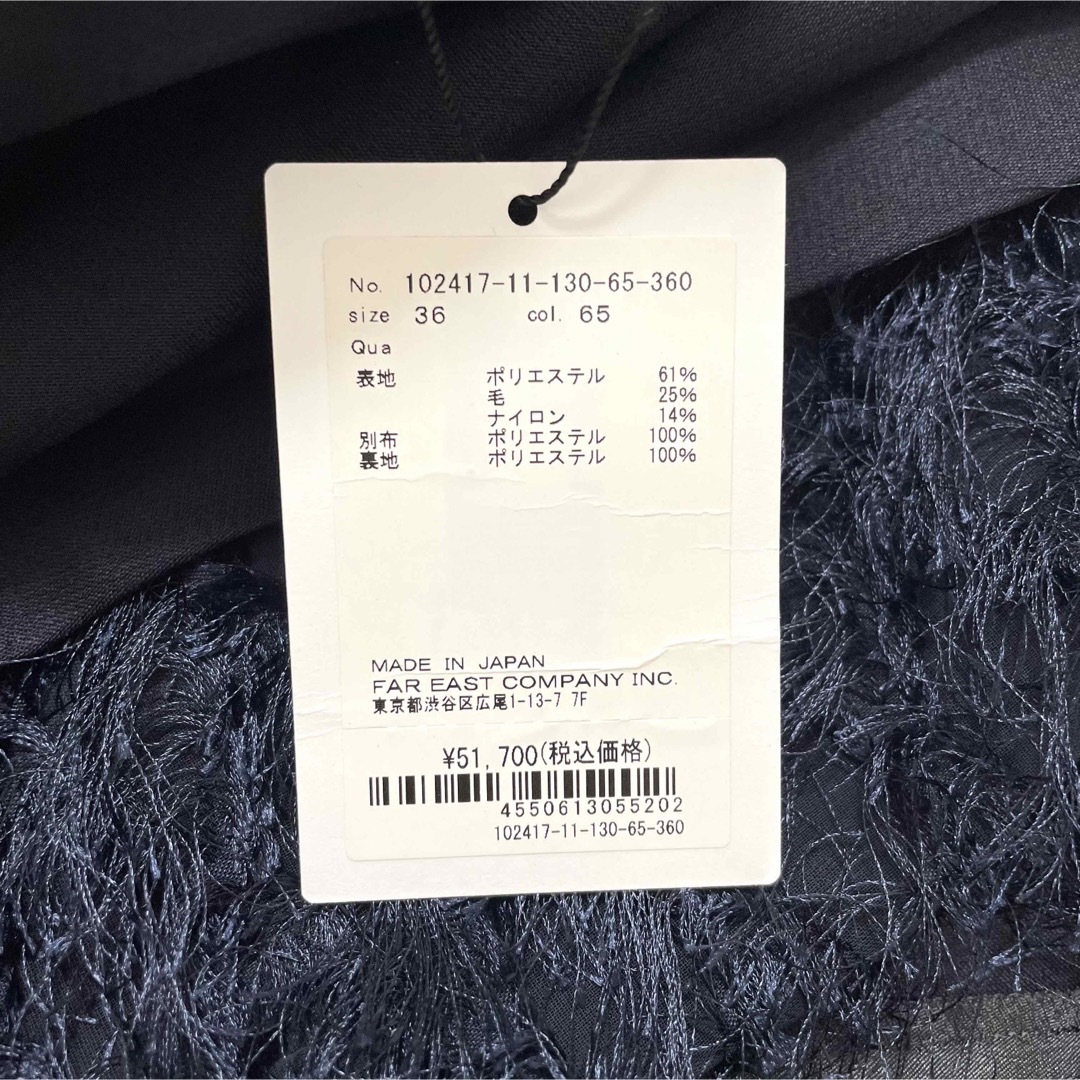 No. 102417-11-130-65-360
size 36 col. 65
Qua
表地 ポリエステル 61%
毛 25%
ナイロン 14%
別布 ポリエステル 100%
裏地 ポリエステル 100%
MADE IN JAPAN
FAR EAST COMPANY INC.
東京都渋谷区広尾1-13-7 7F
¥51,700(税込価格)
4550613055202
102417-11-130-65-360